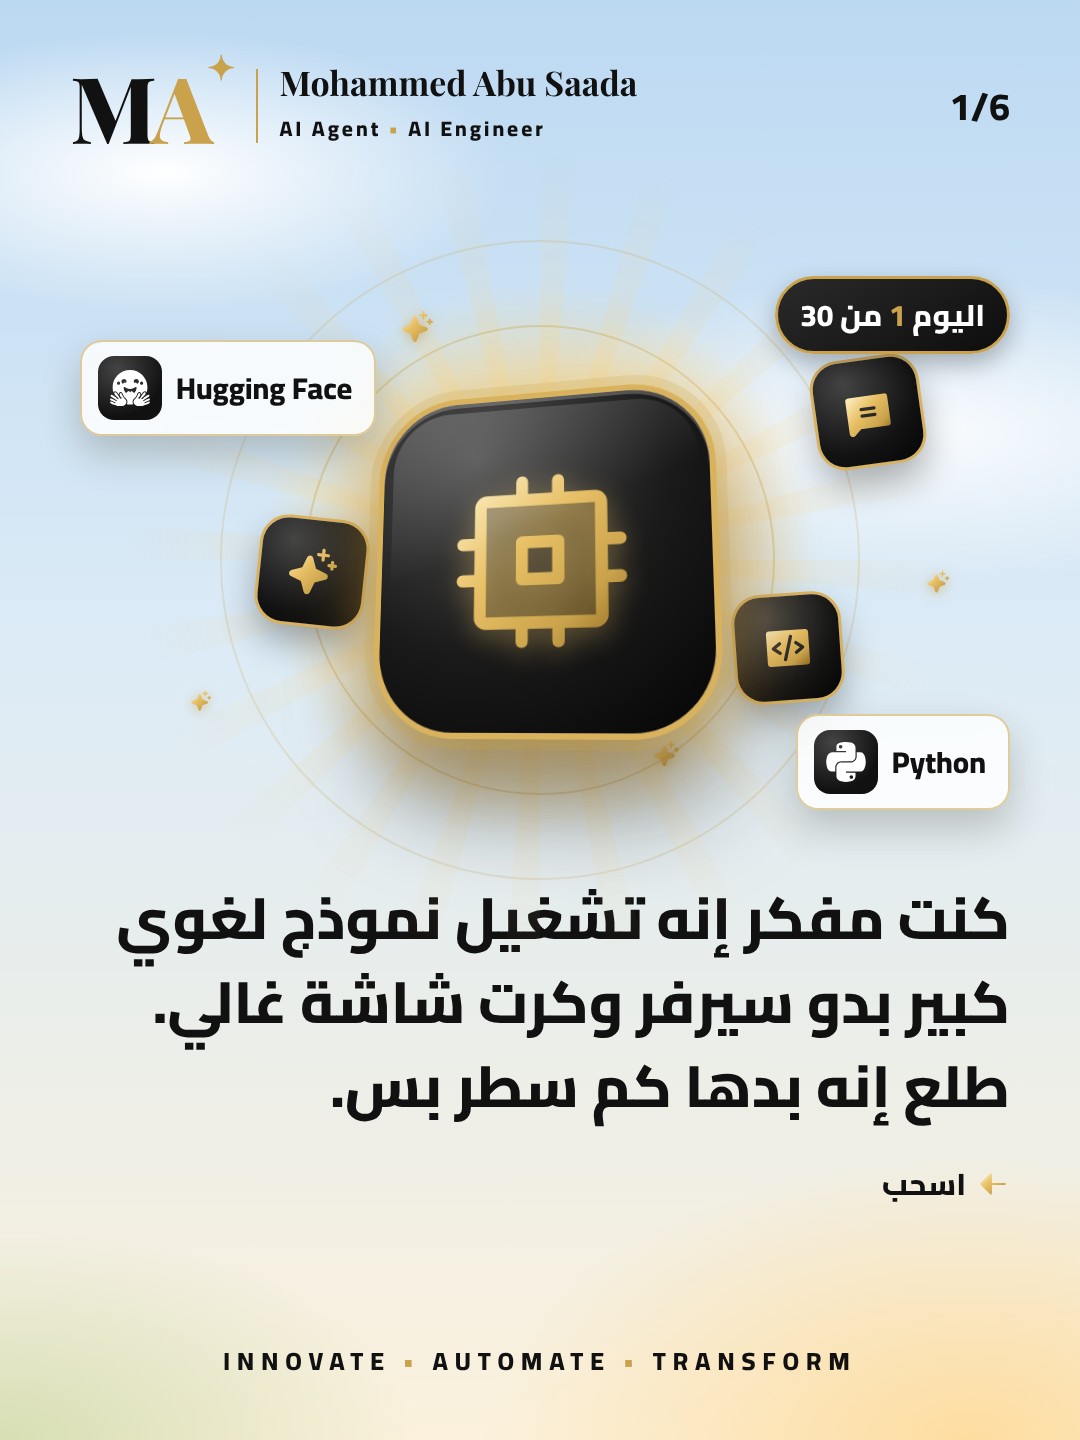 MA
Mohammed Abu Saada
AI Agent ▪ AI Engineer
1/6
اليوم 1 من 30
Hugging Face
</>
Python
كنت مفكر إنه تشغيل نموذج لغوي
كبير بدو سيرفر وكرت شاشة غالي.
طلع إنه بدها كم سطر بس.
← اسحب
INNOVATE ▪ AUTOMATE ▪ TRANSFORM